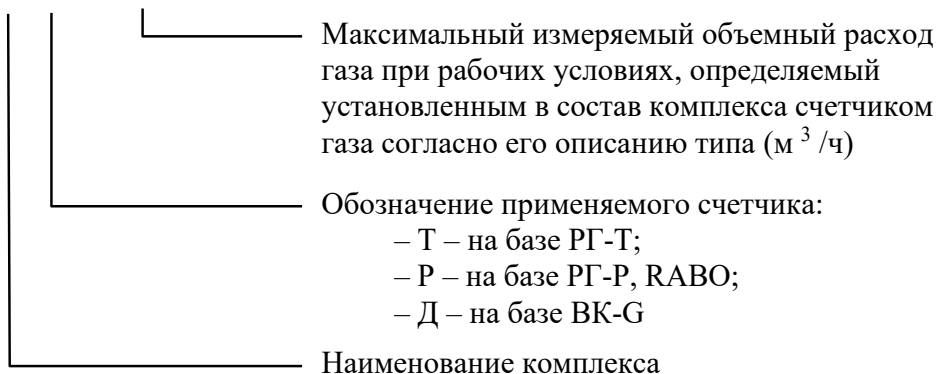 Максимальный измеряемый объемный расход
газа при рабочих условиях, определяемый
установленным в состав комплекса счетчиком
газа согласно его описанию типа (м ³ /ч)
Обозначение применяемого счетчика:
– Т – на базе РГ-Т;
– Р – на базе РГ-Р, RABO;
– Д – на базе ВК-G
Наименование комплекса